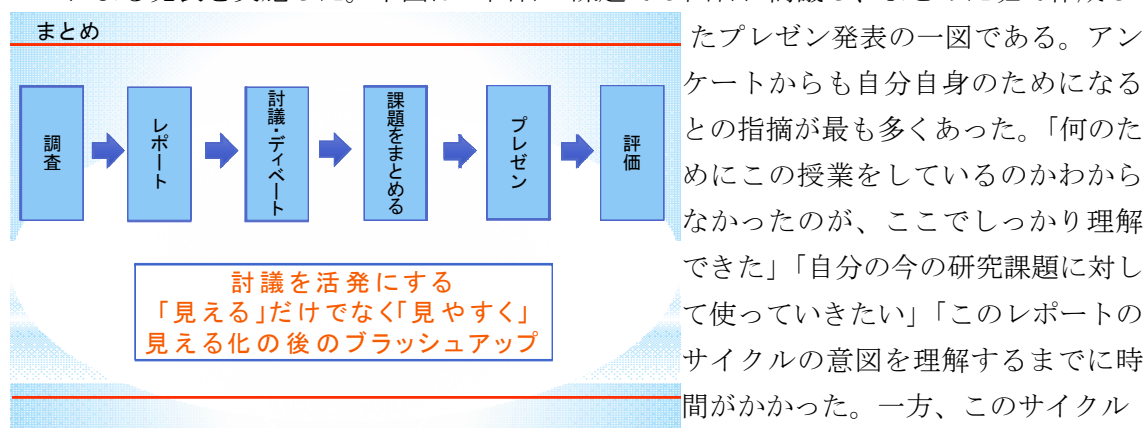 まとめ
調査
レポート
討議・ディベート
課題をまとめる
プレゼン
評価
討議を活発にする
「見える」だけでなく「見やすく」
見える化の後のブラッシュアップ
たプレゼン発表の一図である。アン
ケートからも自分自身のためになる
との指摘が最も多くあった。「何のた
めにこの授業をしているのかわから
なかったのが、ここでしっかり理解
できた」「自分の今の研究課題に対し
て使っていきたい」「このレポートの
サイクルの意図を理解するまでに時
間がかかった。一方、このサイクル